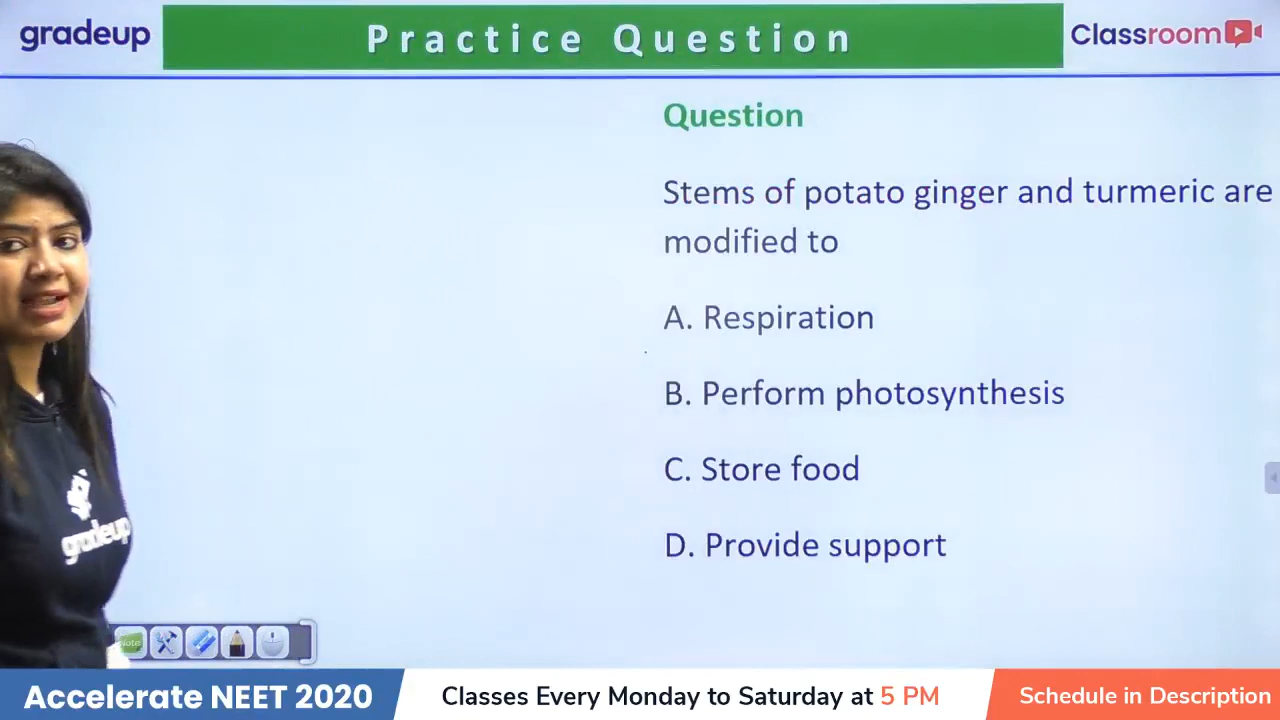 gradeup
Practice Question
Classroom
Question
Stems of potato ginger and turmeric are
modified to
A. Respiration
B. Perform photosynthesis
C. Store food
D. Provide support
gradeup
Note
Accelerate NEET 2020
Classes Every Monday to Saturday at 5 PM
Schedule in Description